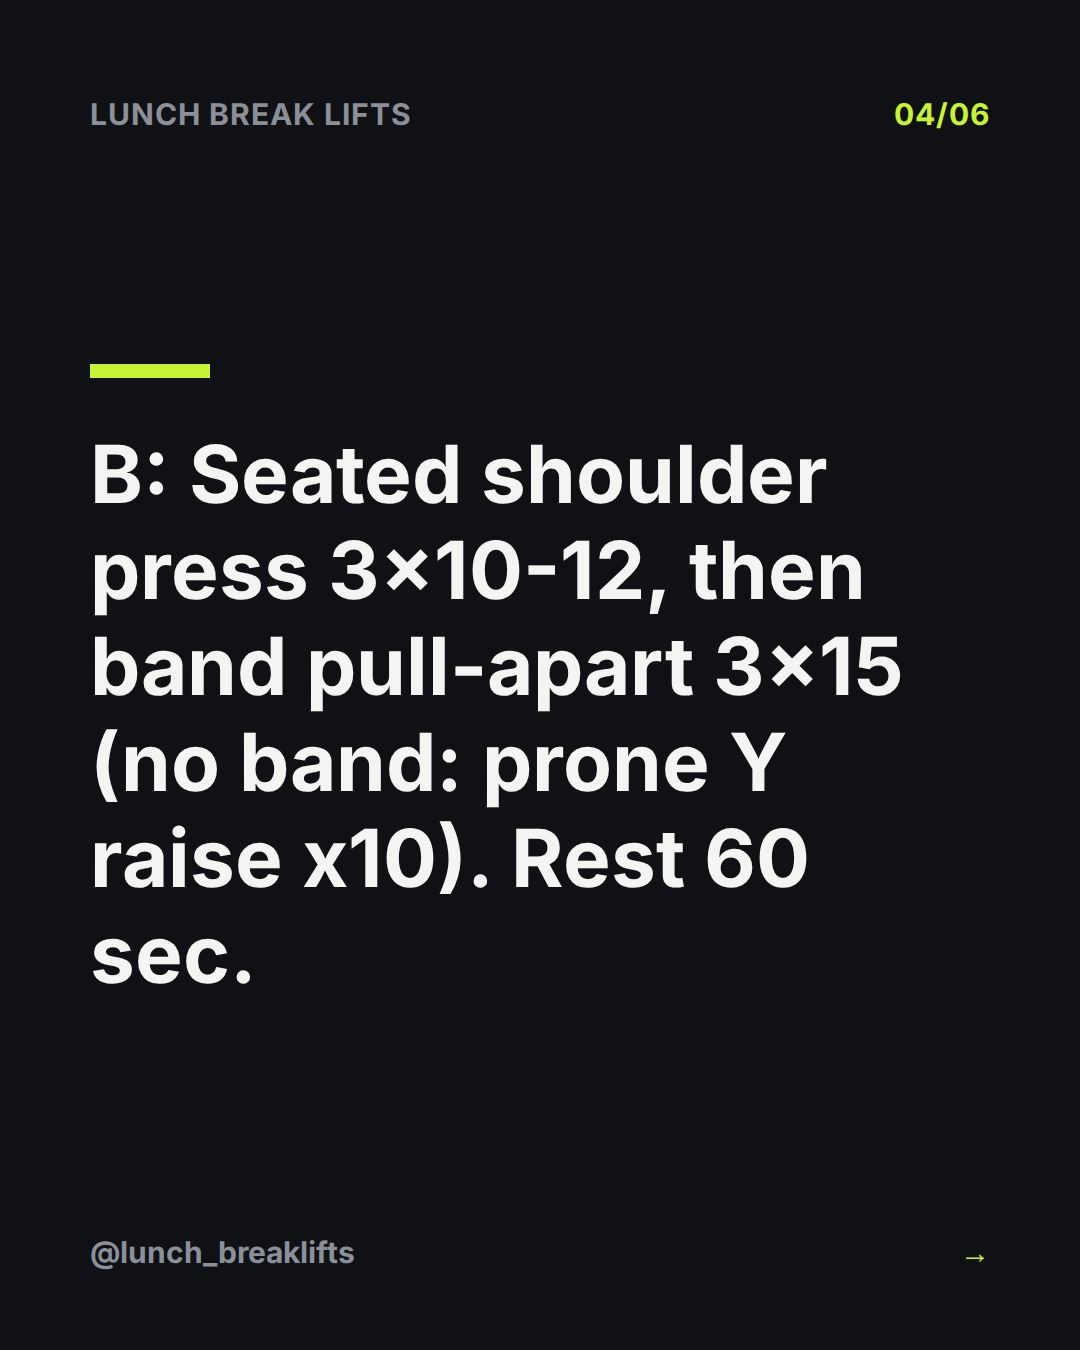 LUNCH BREAK LIFTS
04/06
B: Seated shoulder
press 3×10-12, then
band pull-apart 3×15
(no band: prone Y
raise x10). Rest 60
sec.
@lunch_breaklifts
→